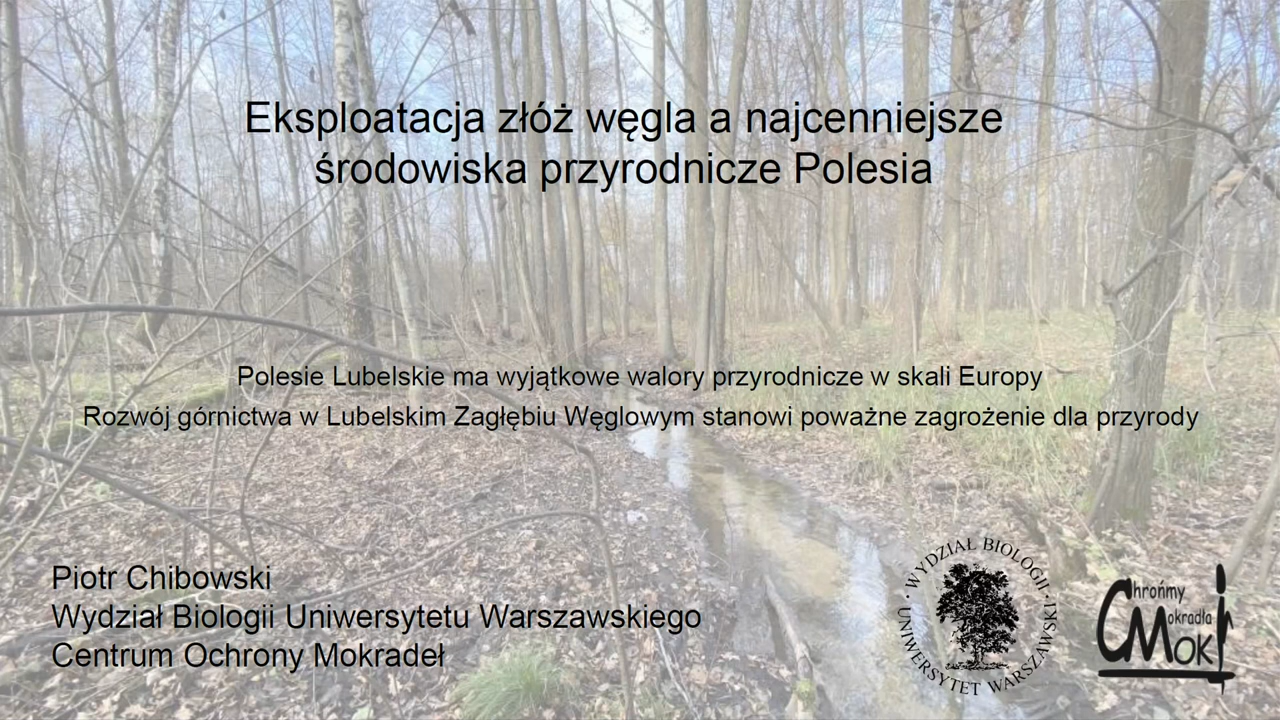 Eksploatacja złóż węgla a najcenniejsze
środowiska przyrodnicze Polesia
Polesie Lubelskie ma wyjątkowe walory przyrodnicze w skali Europy
Rozwój górnictwa w Lubelskim Zagłębiu Węglowym stanowi poważne zagrożenie dla przyrody
Piotr Chibowski
Wydział Biologii Uniwersytetu Warszawskiego
Centrum Ochrony Mokradeł
· WYDZIAŁ BIOLOGII · UNIWERSYTET WARSZAWSKI
Chrońmy
Mokradła
CMok